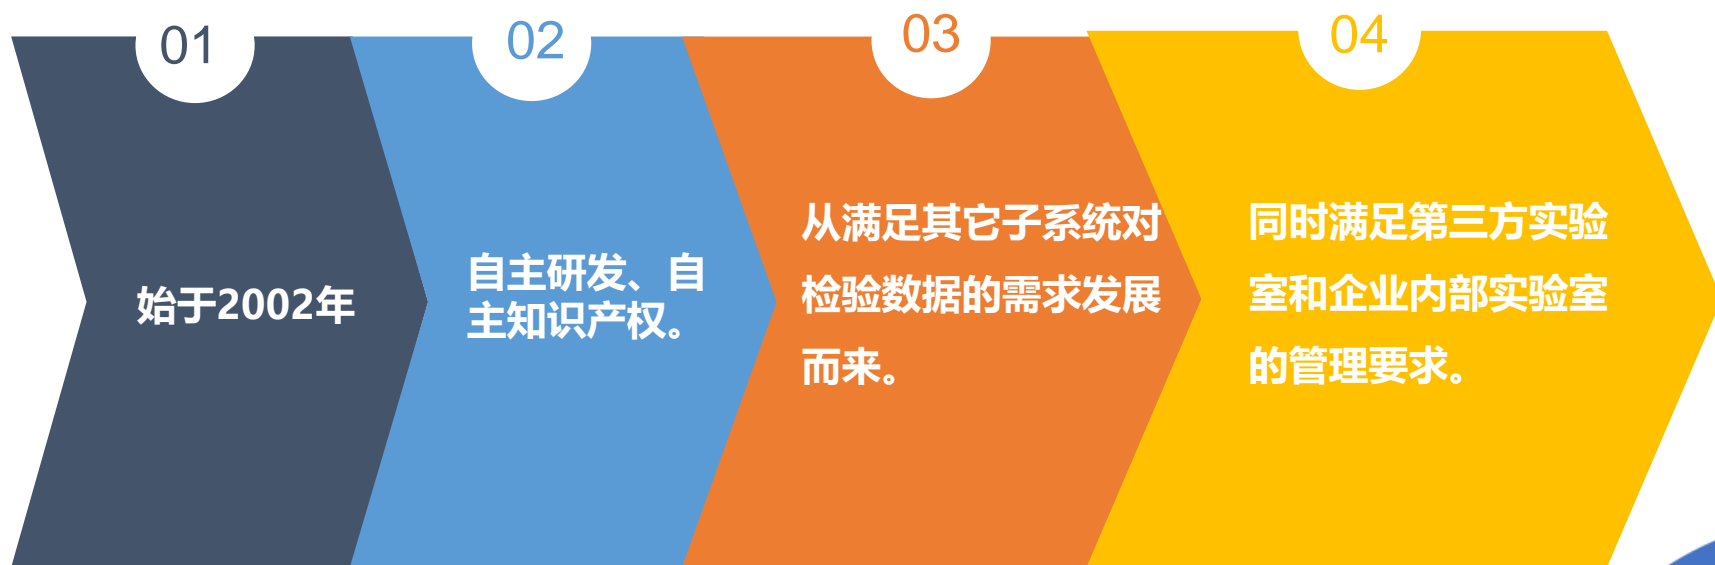 01
始于2002年
02
自主研发、自
主知识产权。
03
从满足其它子系统对
检验数据的需求发展
而来。
04
同时满足第三方实验
室和企业内部实验室
的管理要求。